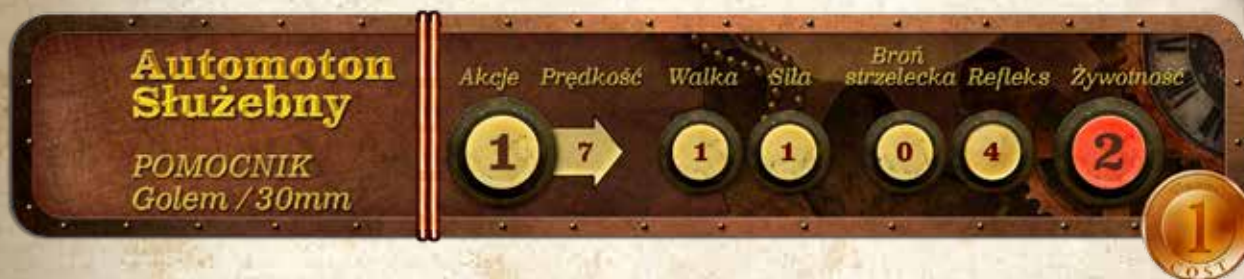 Automoton
Służebny
POMOCNIK
Golem / 30mm
Akcje Prędkość Walka Siła Broń strzelecka Refleks Żywotność
1 7 1 1 0 4 2
1
COST